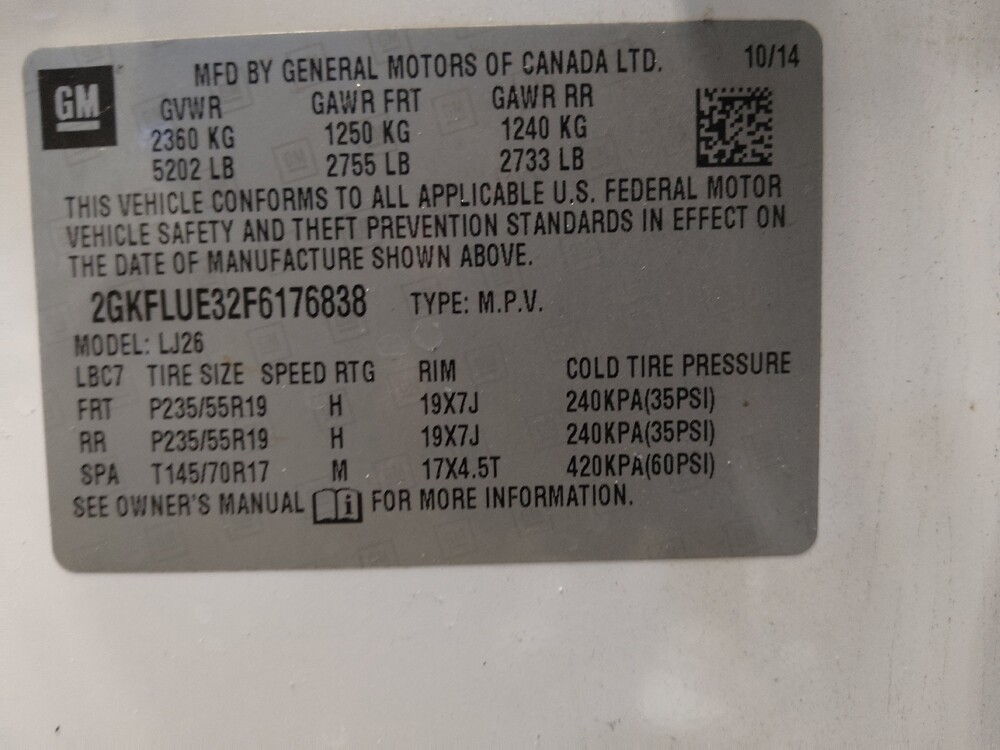 GM
MFD BY GENERAL MOTORS OF CANADA LTD. 10/14
GVWR GAWR FRT GAWR RR
2360 KG 1250 KG 1240 KG
5202 LB 2755 LB 2733 LB
THIS VEHICLE CONFORMS TO ALL APPLICABLE U.S. FEDERAL MOTOR
VEHICLE SAFETY AND THEFT PREVENTION STANDARDS IN EFFECT ON
THE DATE OF MANUFACTURE SHOWN ABOVE.
2GKFLUE32F6176838 TYPE: M.P.V.
MODEL: LJ26
LBC7 TIRE SIZE SPEED RTG RIM COLD TIRE PRESSURE
FRT P235/55R19 H 19X7J 240KPA(35PSI)
RR P235/55R19 H 19X7J 240KPA(35PSI)
SPA T145/70R17 M 17X4.5T 420KPA(60PSI)
SEE OWNER'S MANUAL i FOR MORE INFORMATION.